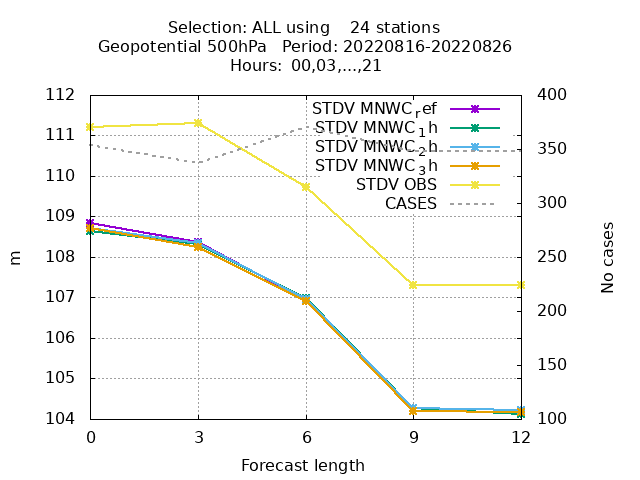 Selection: ALL using    24 stations
Geopotential 500hPa   Period: 20220816-20220826
Hours:  00,03,...,21
112
111
110
109
108
107
106
105
104
400
350
300
250
200
150
100
STDV MNWC_ref
STDV MNWC_1h
STDV MNWC_2h
STDV MNWC_3h
STDV OBS
CASES
m
No cases
0
3
6
9
12
Forecast length